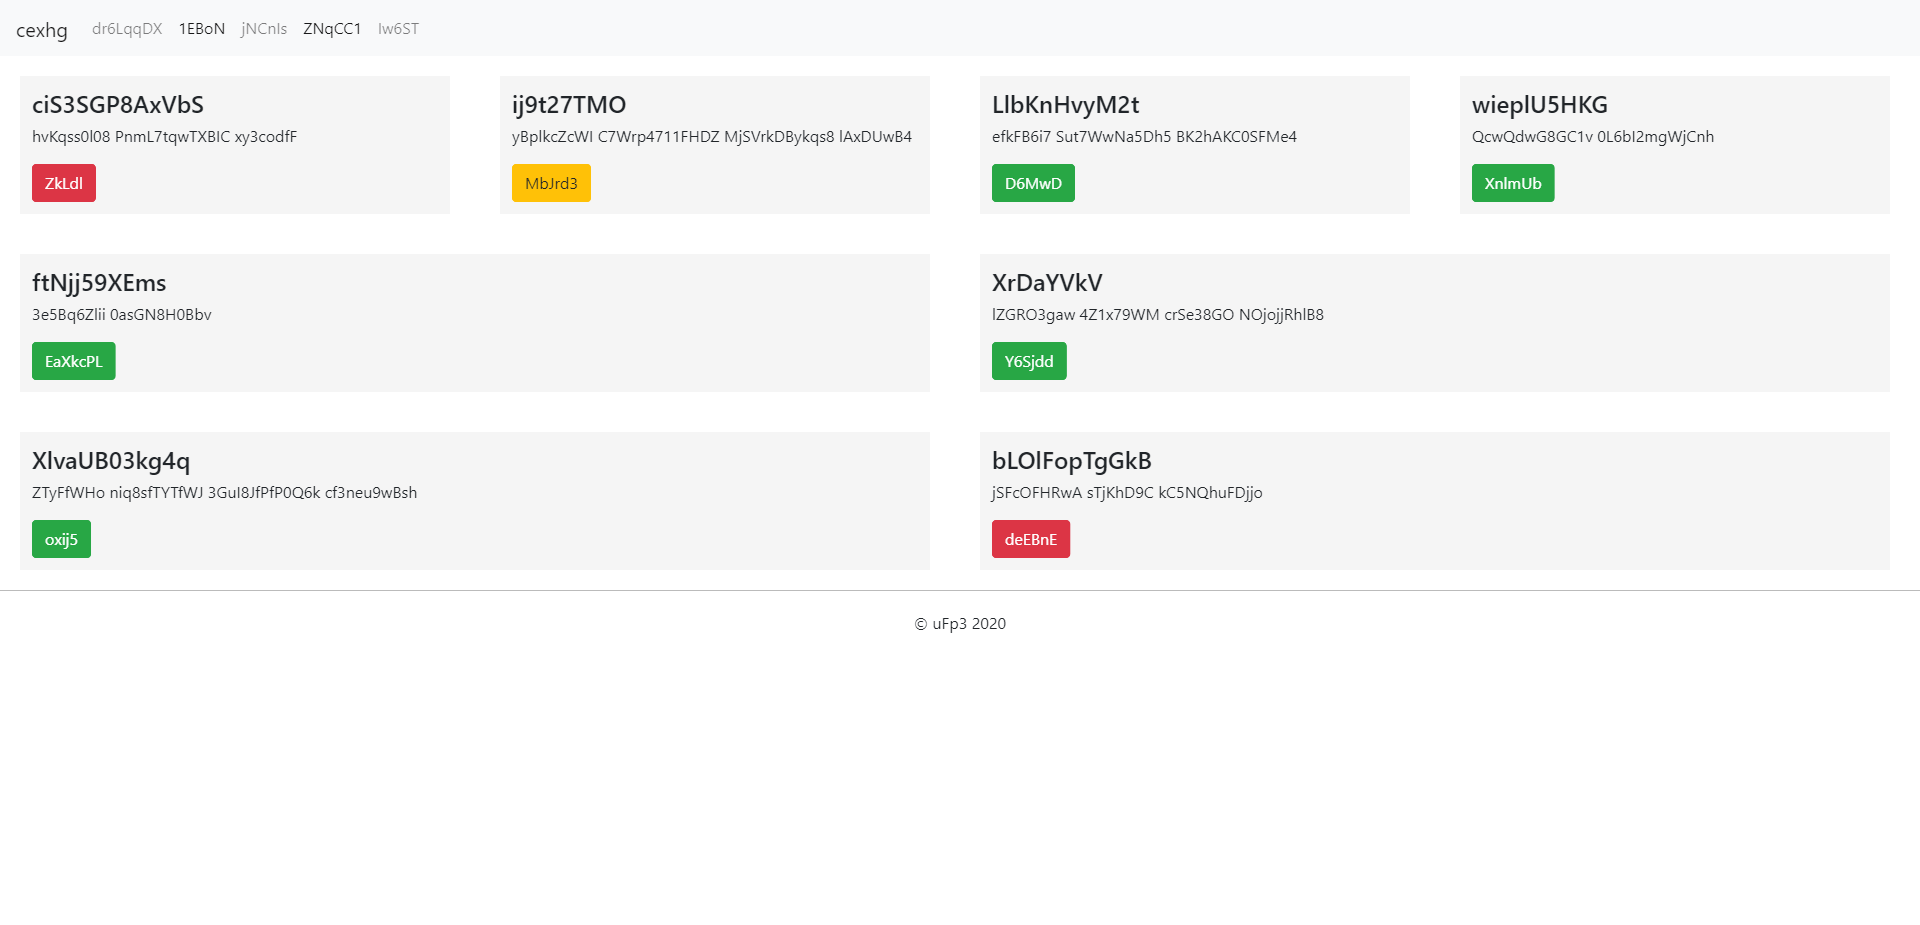 cexhg dr6LqqDX 1EBoN jNCnIs ZNqCC1 Iw6ST
ciS3SGP8AxVbS
hvKqss0l08 PnmL7tqwTXBIC xy3codfF
ZkLdl
ij9t27TMO
yBplkcZcWI C7Wrp4711FHDZ MjSVrkDBykqs8 lAxDUwB4
MbJrd3
LlbKnHvyM2t
efkFB6i7 Sut7WwNa5Dh5 BK2hAKC0SFMe4
D6MwD
wieplU5HKG
QcwQdwG8GC1v 0L6bI2mgWjCnh
XnlmUb
ftNjj59XEms
3e5Bq6Zlii 0asGN8H0Bbv
EaXkcPL
XrDaYVkV
lZGRO3gaw 4Z1x79WM crSe38GO NOjojjRhlB8
Y6Sjdd
XlvaUB03kg4q
ZTyFfWHo niq8sfTYTfWJ 3GuI8JfPfP0Q6k cf3neu9wBsh
oxij5
bLOlFopTgGkB
jSFcOFHRwA sTjKhD9C kC5NQhuFDjjo
deEBnE
© uFp3 2020